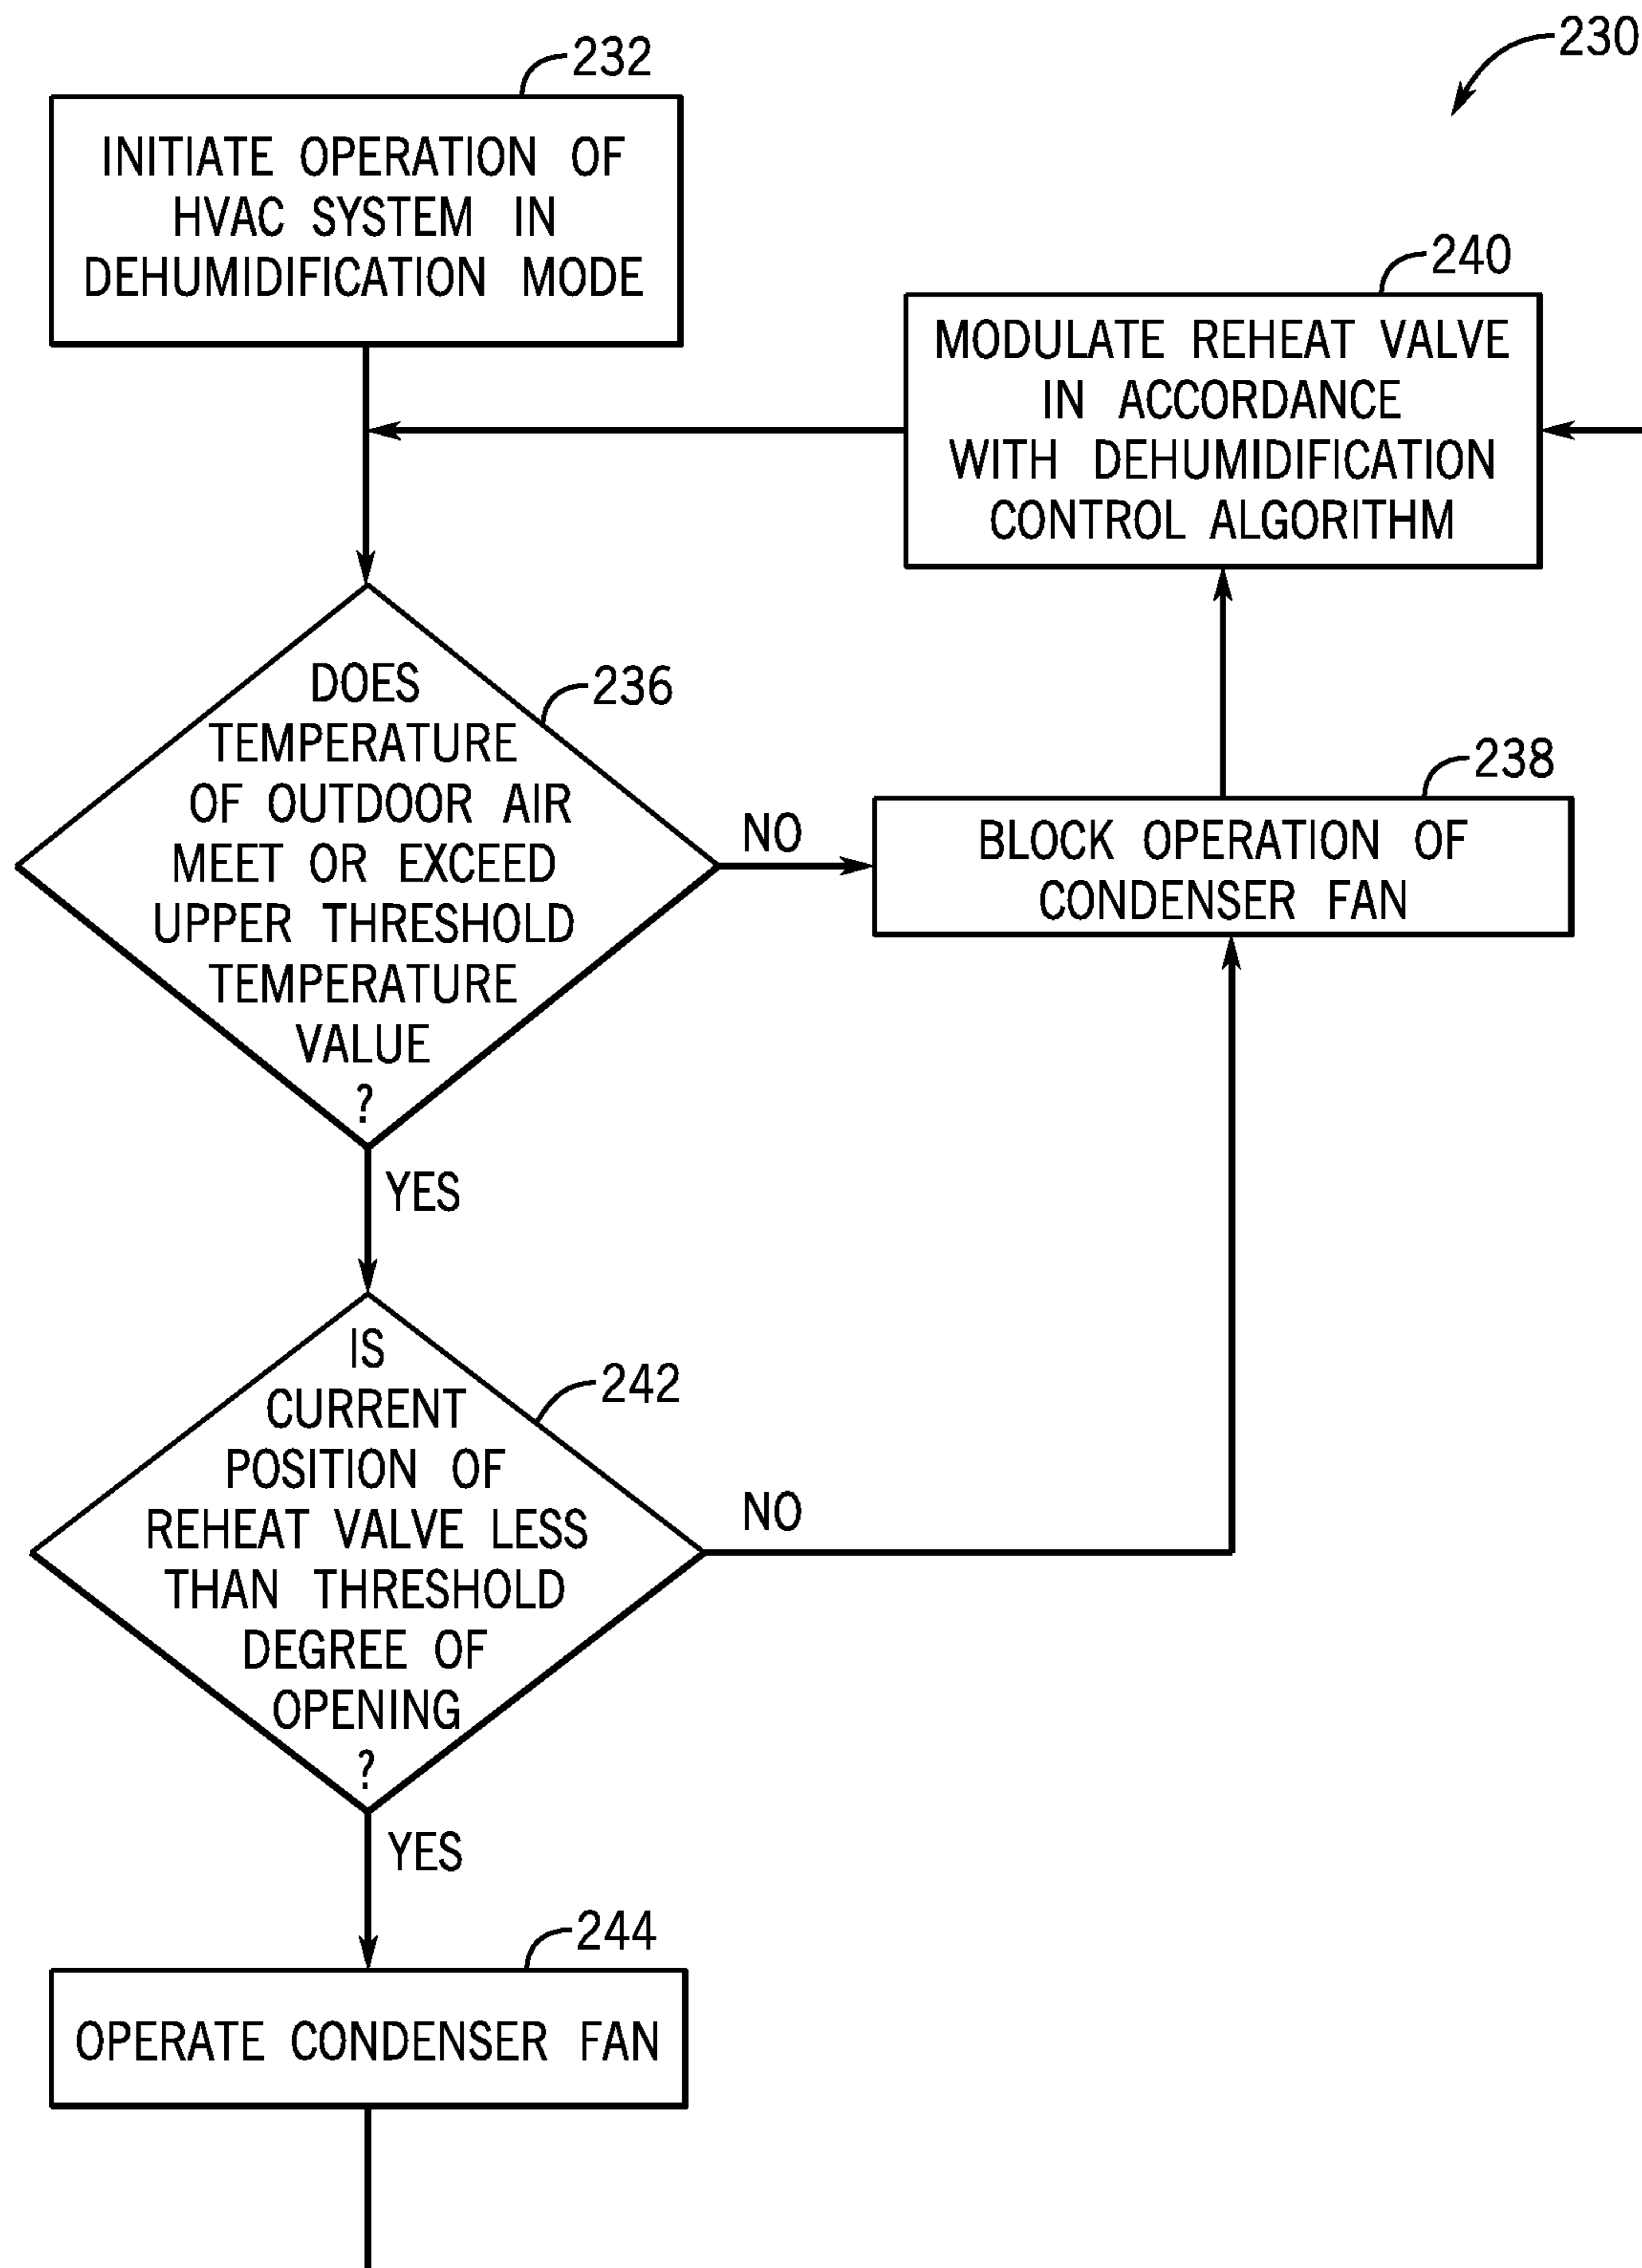 230
232
INITIATE OPERATION OF
HVAC SYSTEM IN
DEHUMIDIFICATION MODE
240
MODULATE REHEAT VALVE
IN ACCORDANCE
WITH DEHUMIDIFICATION
CONTROL ALGORITHM
236
DOES
TEMPERATURE
OF OUTDOOR AIR
MEET OR EXCEED
UPPER THRESHOLD
TEMPERATURE
VALUE
?
NO
238
BLOCK OPERATION OF
CONDENSER FAN
YES
242
IS
CURRENT
POSITION OF
REHEAT VALVE LESS
THAN THRESHOLD
DEGREE OF
OPENING
?
NO
YES
244
OPERATE CONDENSER FAN